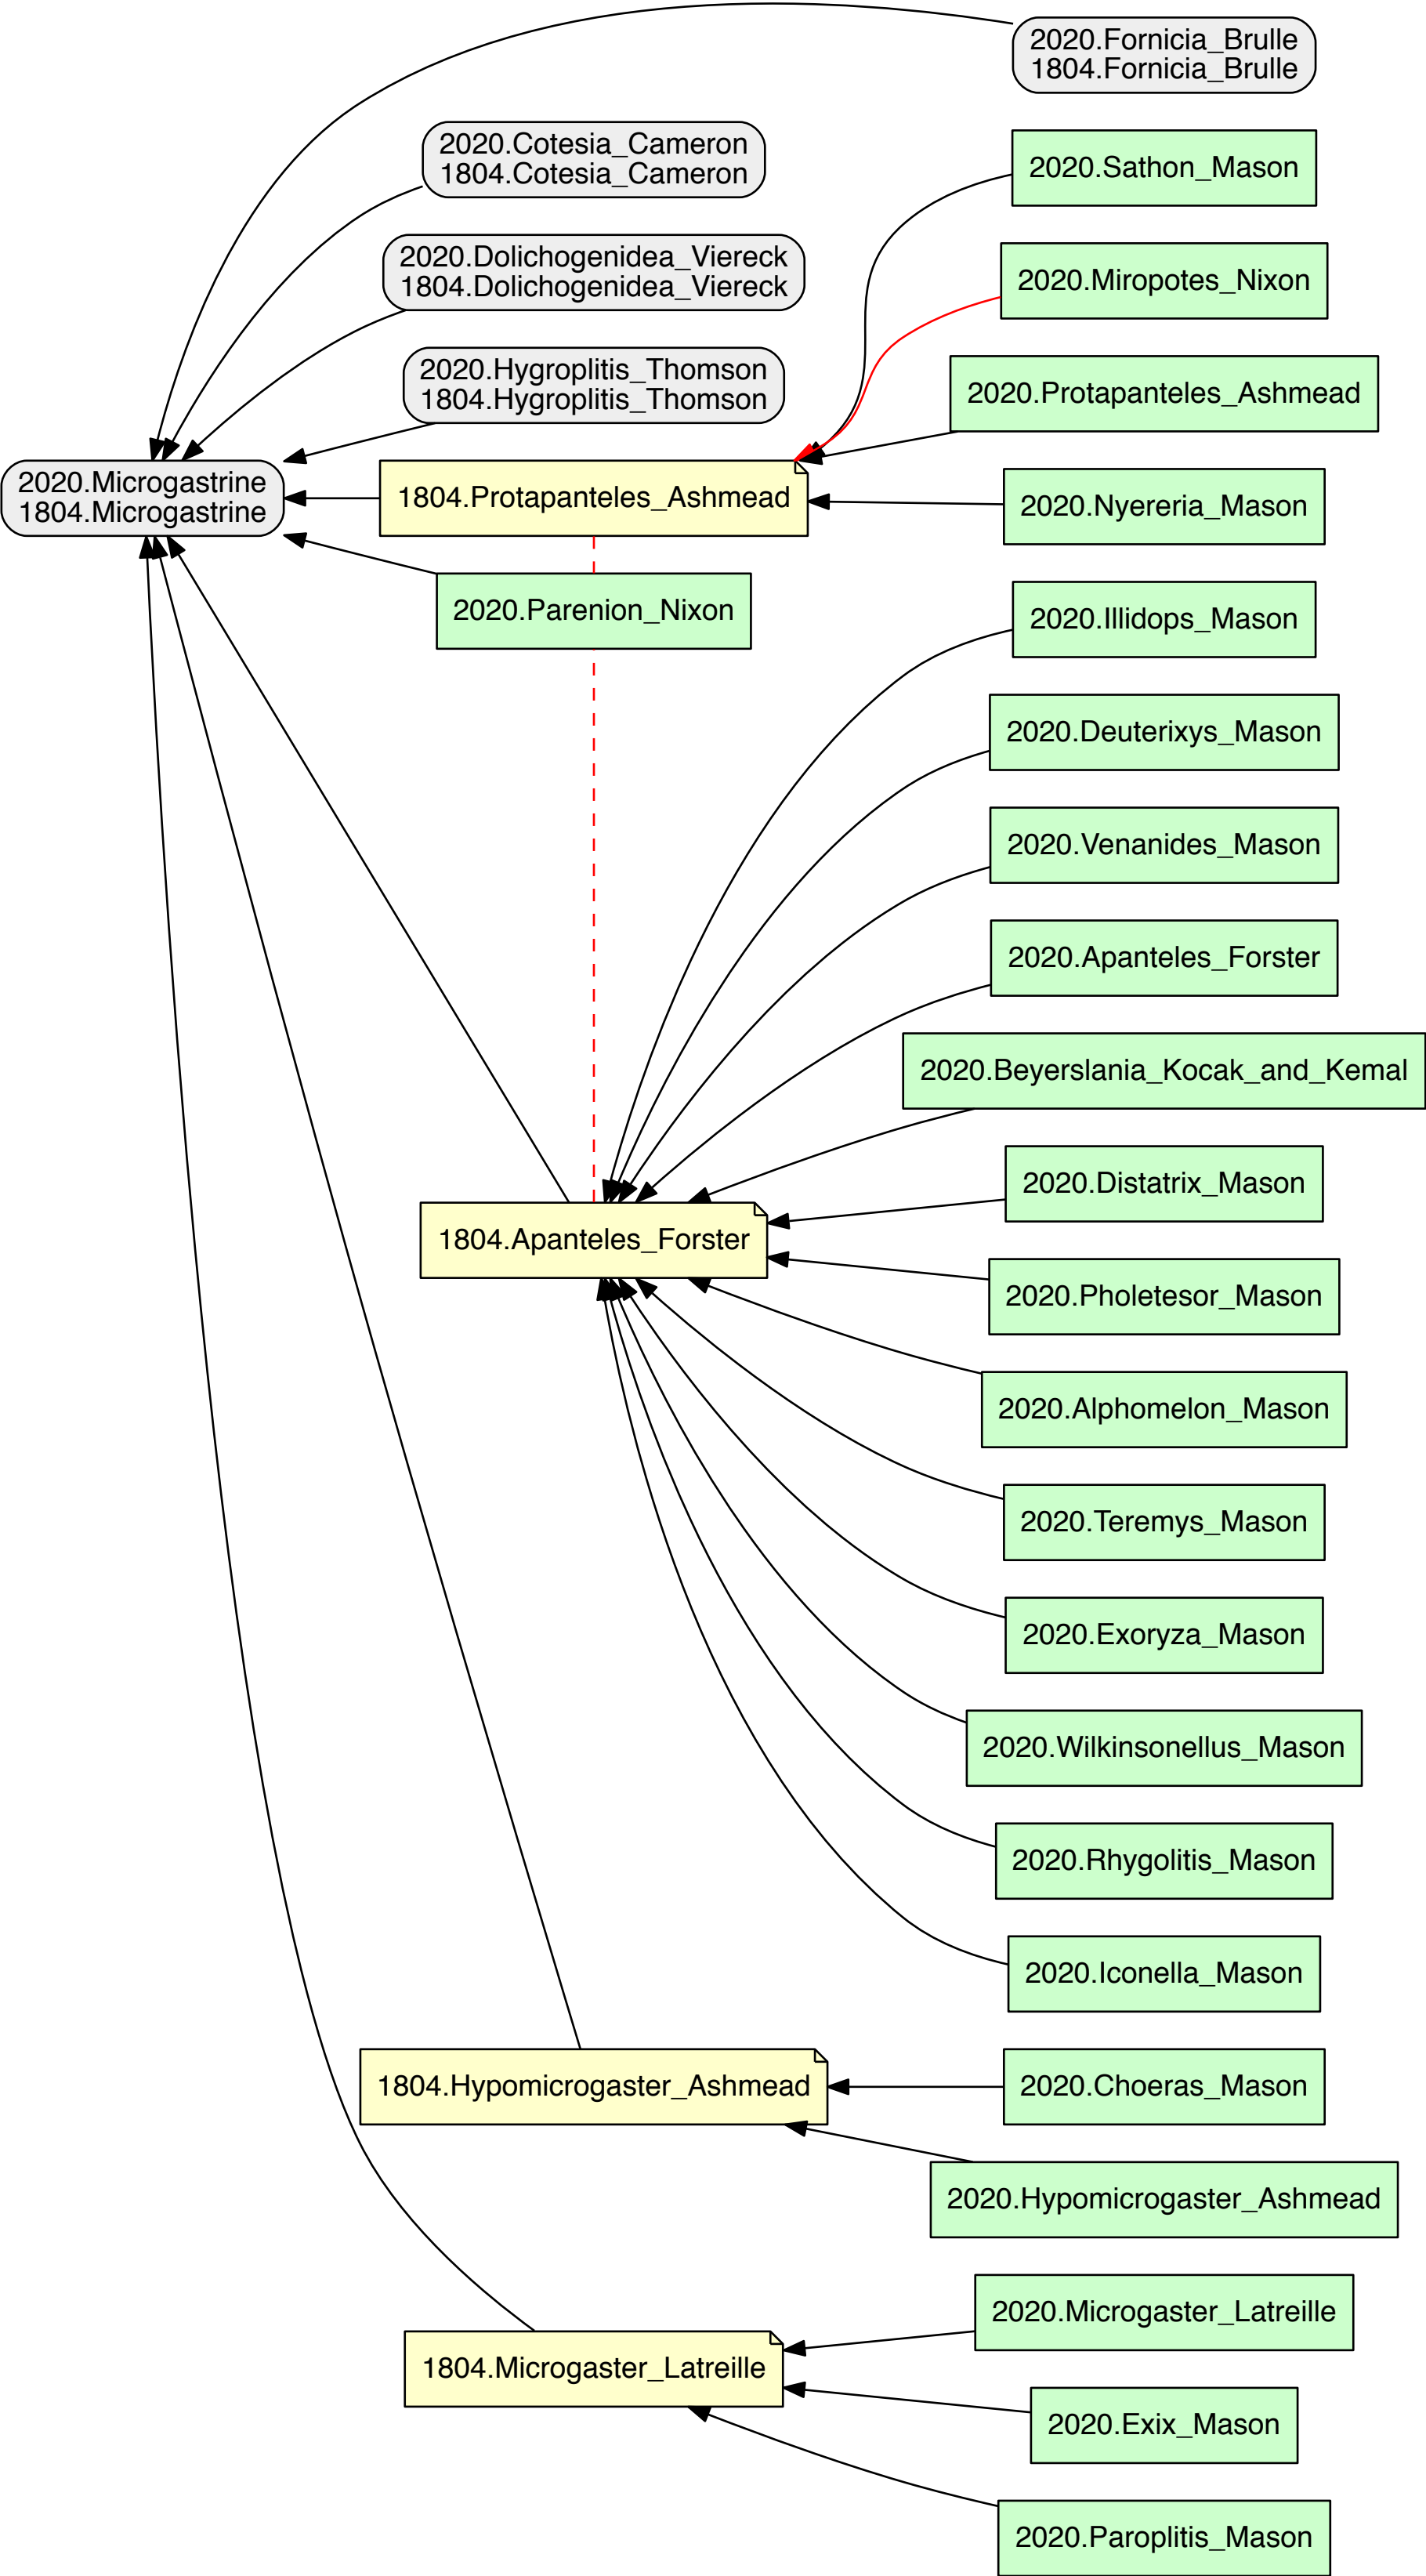 2020.Fornicia_Brulle
1804.Fornicia_Brulle
2020.Cotesia_Cameron
1804.Cotesia_Cameron
2020.Sathon_Mason
2020.Dolichogenidea_Viereck
1804.Dolichogenidea_Viereck
2020.Miropotes_Nixon
2020.Hygroplitis_Thomson
1804.Hygroplitis_Thomson
2020.Protapanteles_Ashmead
2020.Microgastrine
1804.Microgastrine
1804.Protapanteles_Ashmead
2020.Nyereria_Mason
2020.Parenion_Nixon
2020.Illidops_Mason
2020.Deuterixys_Mason
2020.Venanides_Mason
2020.Apanteles_Forster
2020.Beyerslania_Kocak_and_Kemal
2020.Distatrix_Mason
1804.Apanteles_Forster
2020.Pholetesor_Mason
2020.Alphomelon_Mason
2020.Teremys_Mason
2020.Exoryza_Mason
2020.Wilkinsonellus_Mason
2020.Rhygolitis_Mason
2020.Iconella_Mason
1804.Hypomicrogaster_Ashmead
2020.Choeras_Mason
2020.Hypomicrogaster_Ashmead
2020.Microgaster_Latreille
1804.Microgaster_Latreille
2020.Exix_Mason
2020.Paroplitis_Mason